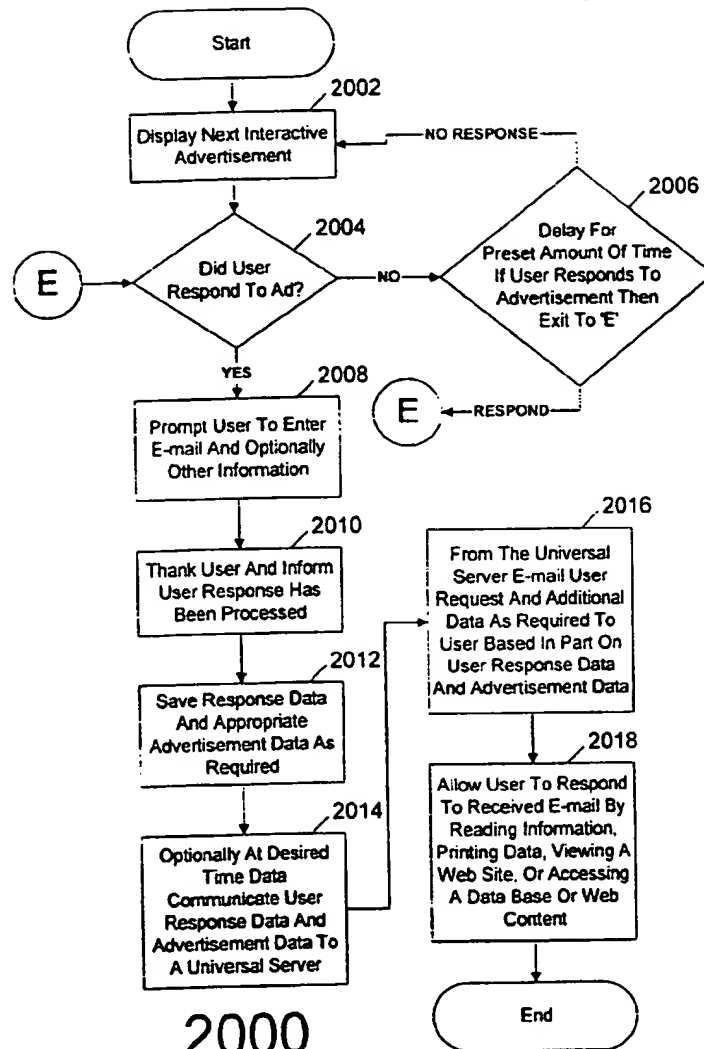 Start
2002
Display Next Interactive
Advertisement
NO RESPONSE
2006
Delay For
Preset Amount Of Time
If User Responds To
Advertisement Then
Exit To 'E'
2004
E
Did User
Respond To Ad?
NO
YES
E
RESPOND
2008
Prompt User To Enter
E-mail And Optionally
Other Information
2010
Thank User And Inform
User Response Has
Been Processed
2012
Save Response Data
And Appropriate
Advertisement Data As
Required
2014
Optionally At Desired
Time Data
Communicate User
Response Data And
Advertisement Data To
A Universal Server
2016
From The Universal
Server E-mail User
Request And Additional
Data As Required To
User Based In Part On
User Response Data
And Advertisement Data
2018
Allow User To Respond
To Received E-mail By
Reading Information,
Printing Data, Viewing A
Web Site, Or Accessing
A Data Base Or Web
Content
End
2000